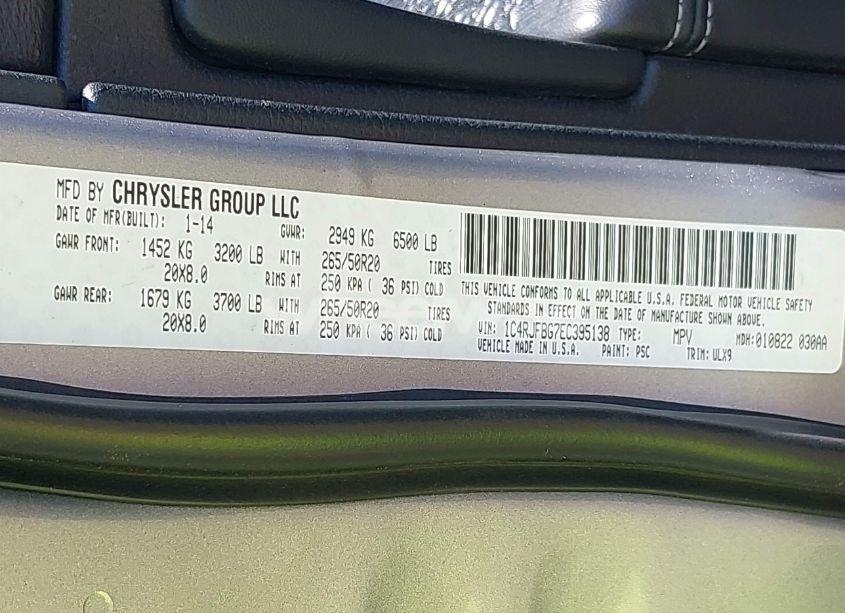 MFD BY CHRYSLER GROUP LLC
DATE OF MFR(BUILT): 1-14 GVWR: 2949 KG 6500 LB
GAWR FRONT: 1452 KG 3200 LB WITH 265/50R20 TIRES
20X8.0 RIMS AT 250 KPA ( 36 PSI) COLD
GAWR REAR: 1679 KG 3700 LB WITH 265/50R20 TIRES
20X8.0 RIMS AT 250 KPA ( 36 PSI) COLD
THIS VEHICLE CONFORMS TO ALL APPLICABLE U.S.A. FEDERAL MOTOR VEHICLE SAFETY
STANDARDS IN EFFECT ON THE DATE OF MANUFACTURE SHOWN ABOVE.
VIN: 1C4RJFBG7EC395138 TYPE: MPV MDH:010822 030AA
VEHICLE MADE IN U.S.A. PAINT: PSC TRIM: ULX9